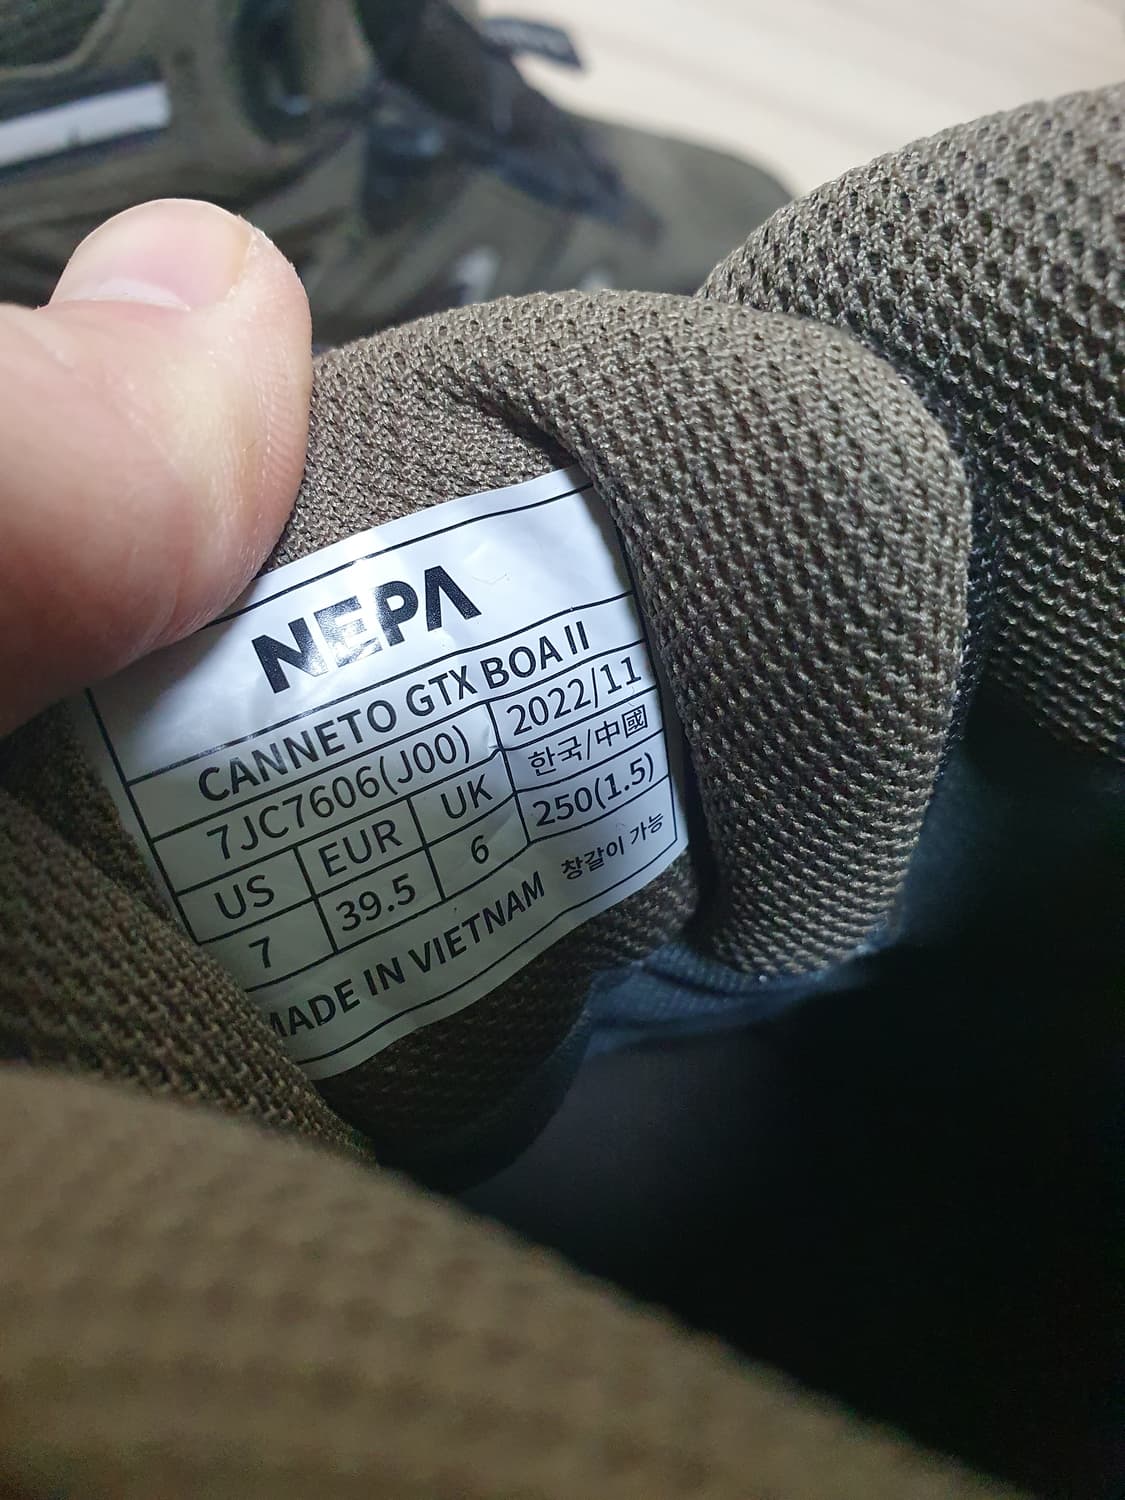 NEPA
CANNETO GTX BOA II
7JC7606(J00) 2022/11
US EUR UK 한국/中國
7 39.5 6 250(1.5)
MADE IN VIETNAM 창갈이 가능